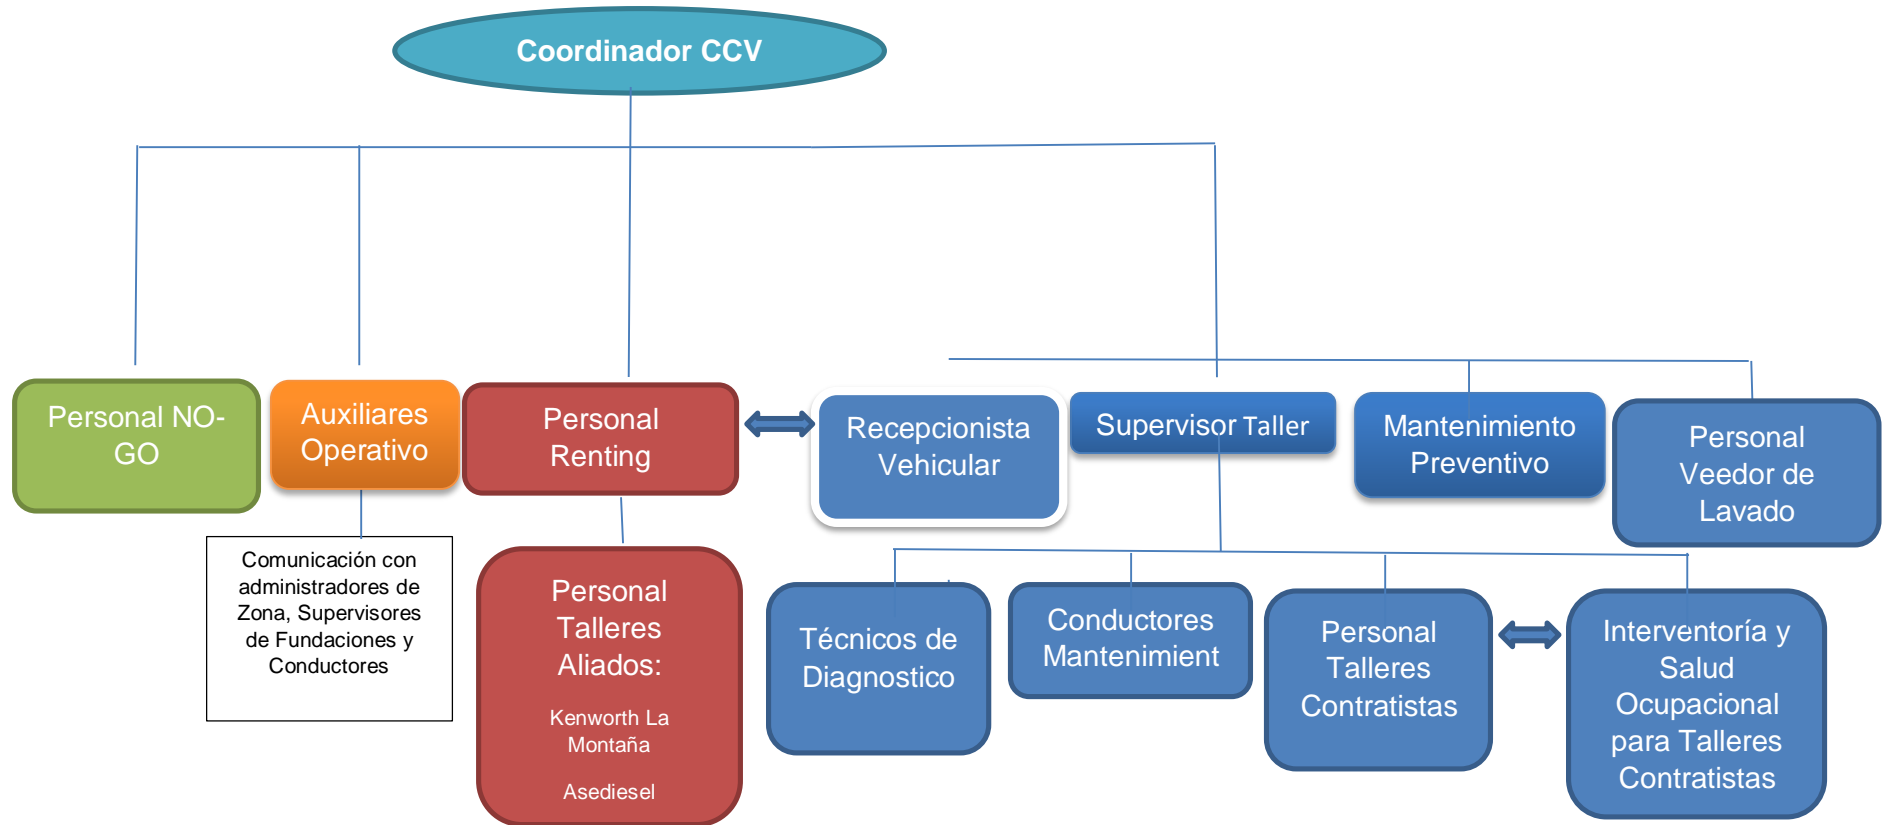 Coordinador CCV
Personal NO-
GO
Auxiliares
Operativo
Personal
Renting
Recepcionista
Vehicular
Supervisor Taller
Mantenimiento
Preventivo
Personal
Veedor de
Lavado
Comunicación con
administradores de
Zona, Supervisores
de Fundaciones y
Conductores
Personal
Talleres
Aliados:
Kenworth La
Montaña
Asediesel
Técnicos de
Diagnostico
Conductores
Mantenimient
Personal
Talleres
Contratistas
Interventoría y
Salud
Ocupacional
para Talleres
Contratistas